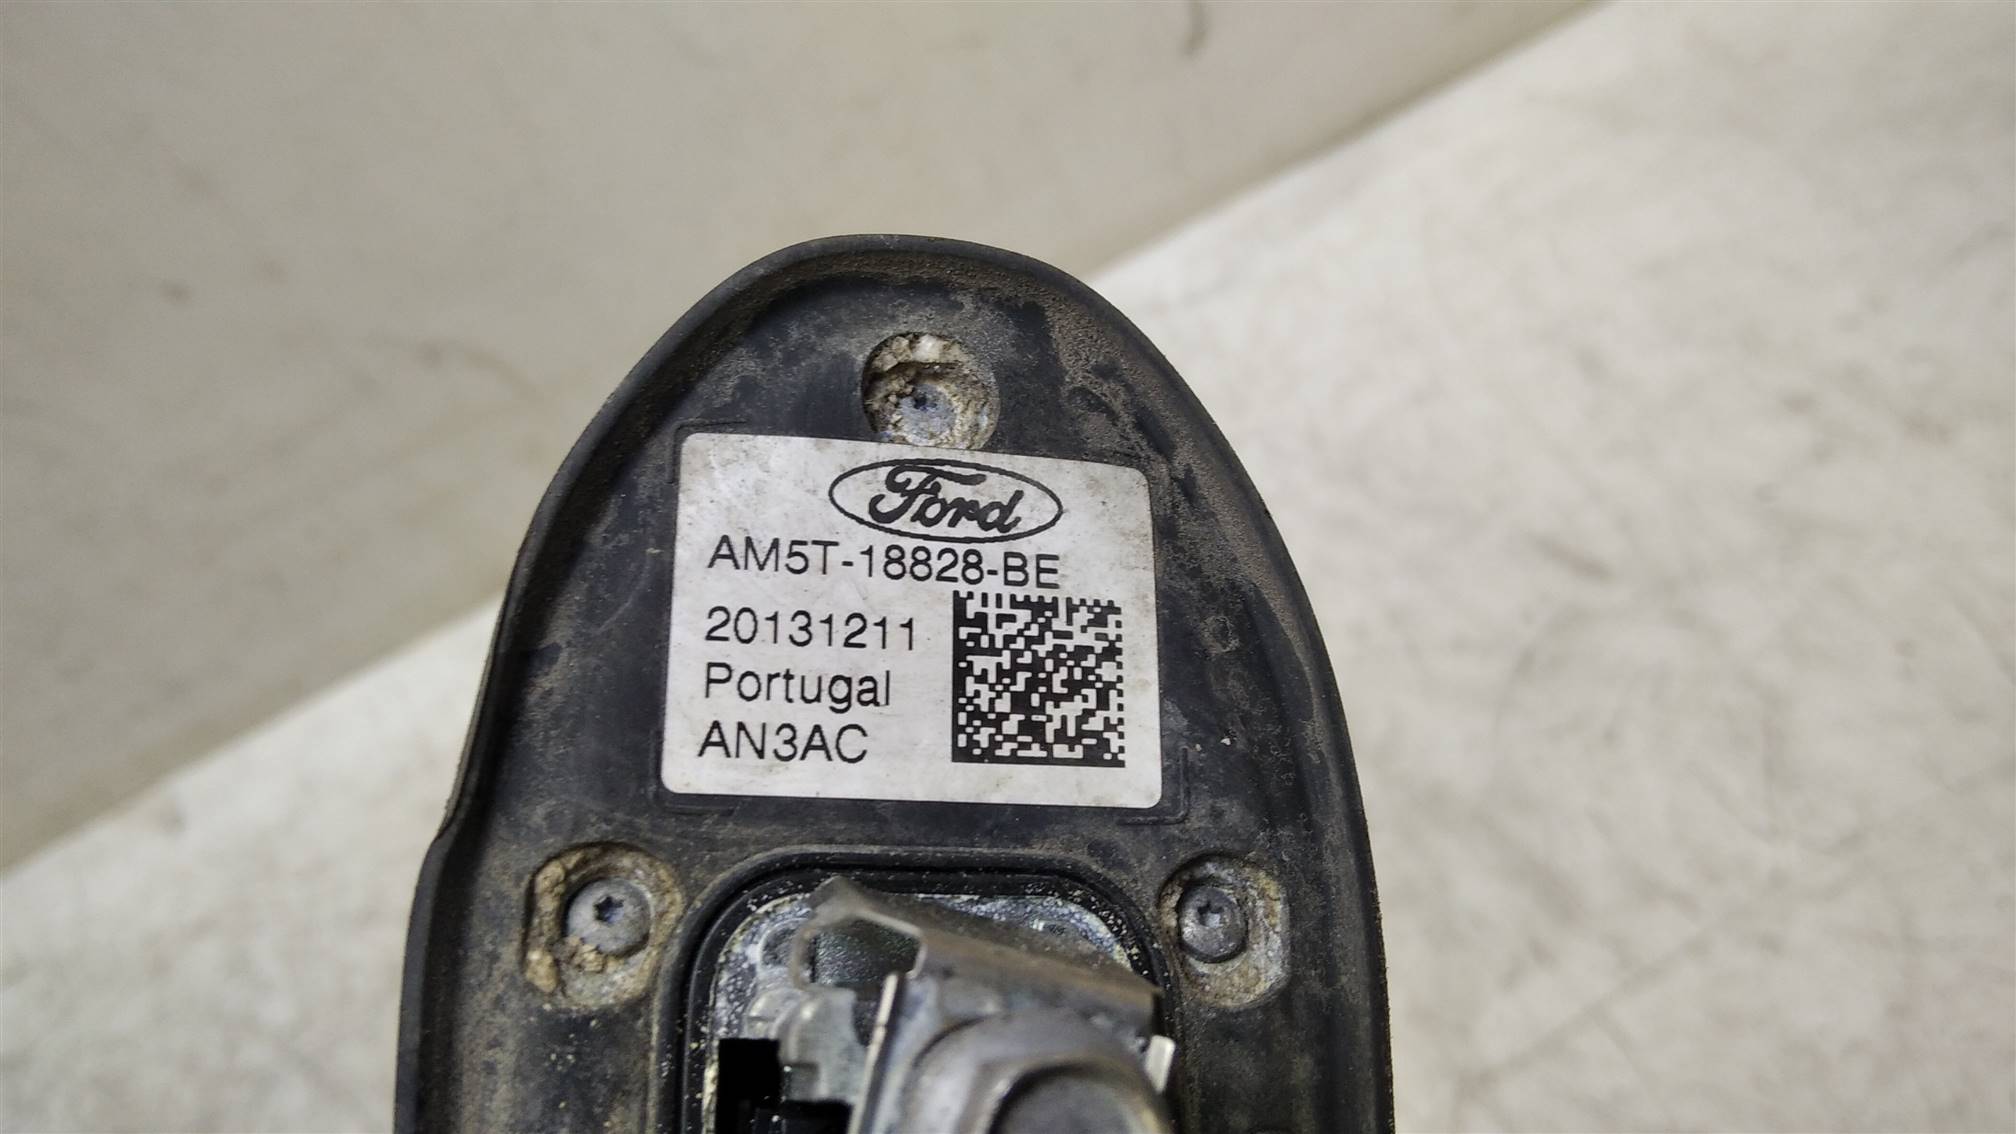 Ford
AM5T-18828-BE
20131211
Portugal
AN3AC